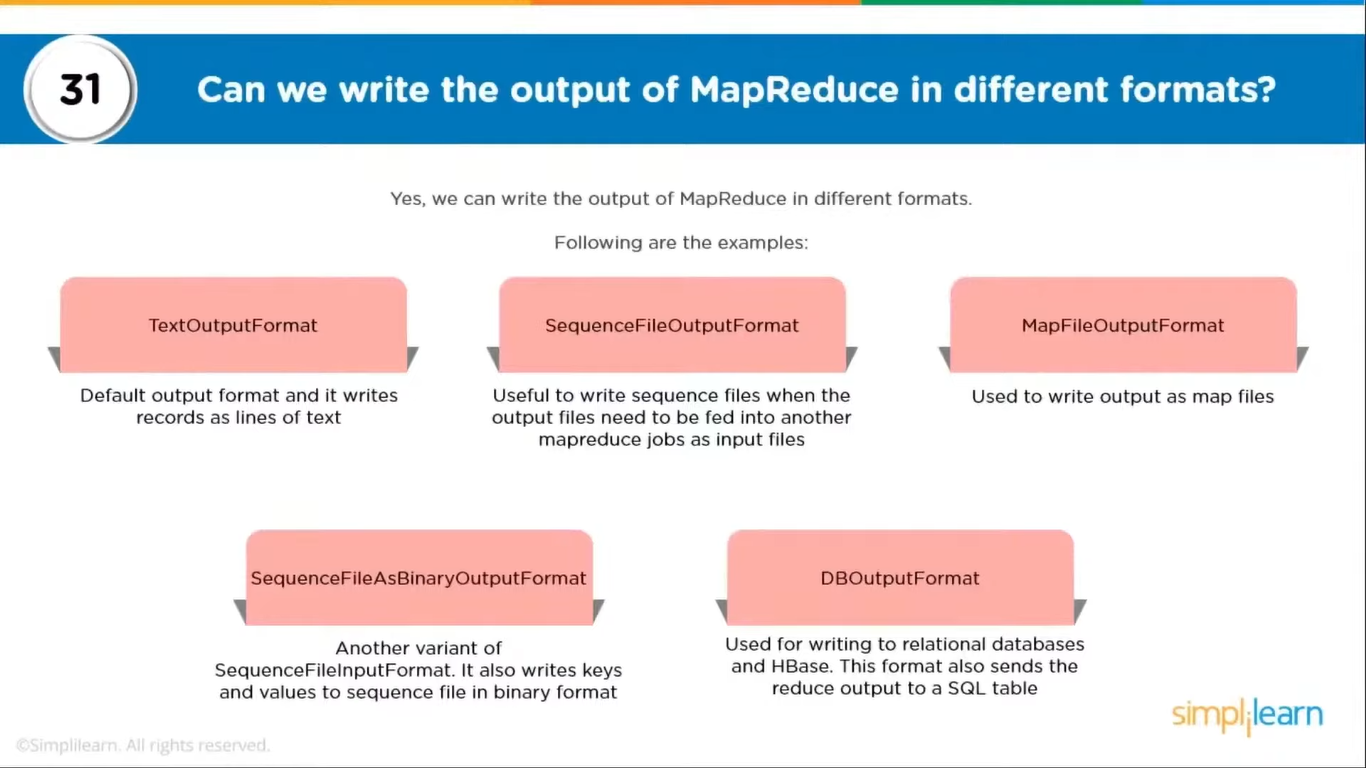 31
Can we write the output of MapReduce in different formats?
Yes, we can write the output of MapReduce in different formats.
Following are the examples:
TextOutputFormat
Default output format and it writes
records as lines of text
SequenceFileOutputFormat
Useful to write sequence files when the
output files need to be fed into another
mapreduce jobs as input files
MapFileOutputFormat
Used to write output as map files
SequenceFileAsBinaryOutputFormat
Another variant of
SequenceFileInputFormat. It also writes keys
and values to sequence file in binary format
DBOutputFormat
Used for writing to relational databases
and HBase. This format also sends the
reduce output to a SQL table
simplilearn
©Simplilearn. All rights reserved.